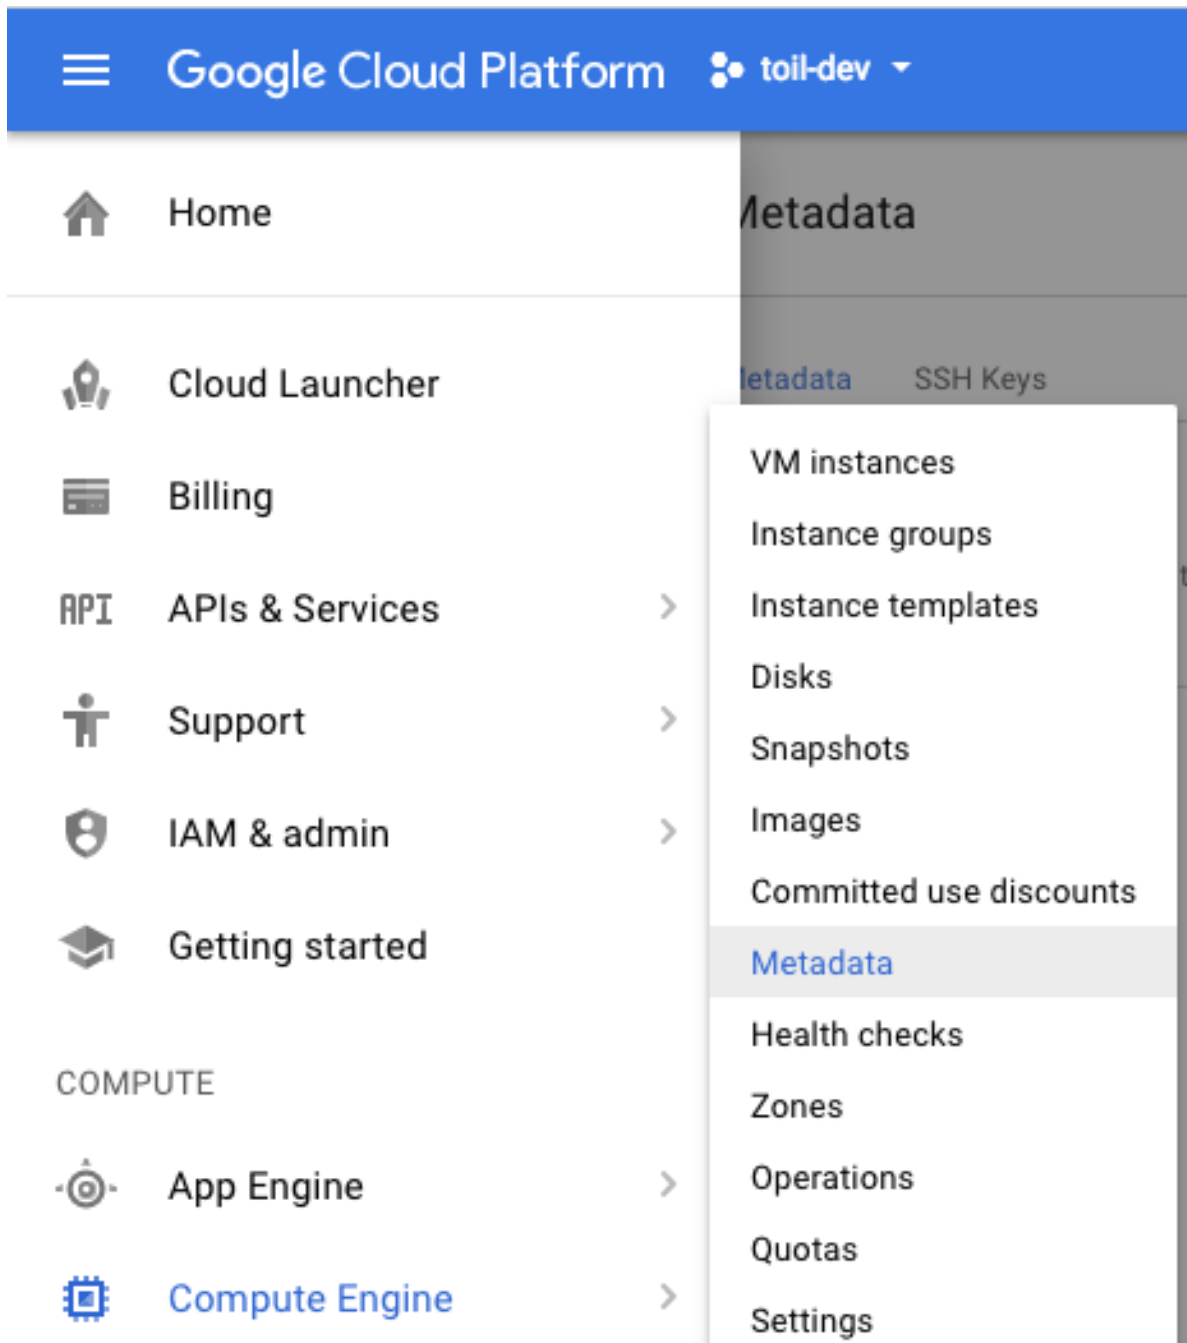 Google Cloud Platform toil-dev
Home
Metadata
Cloud Launcher
Metadata SSH Keys
Billing
API APIs & Services
Support
IAM & admin
Getting started
COMPUTE
App Engine
Compute Engine
VM instances
Instance groups
Instance templates
Disks
Snapshots
Images
Committed use discounts
Metadata
Health checks
Zones
Operations
Quotas
Settings